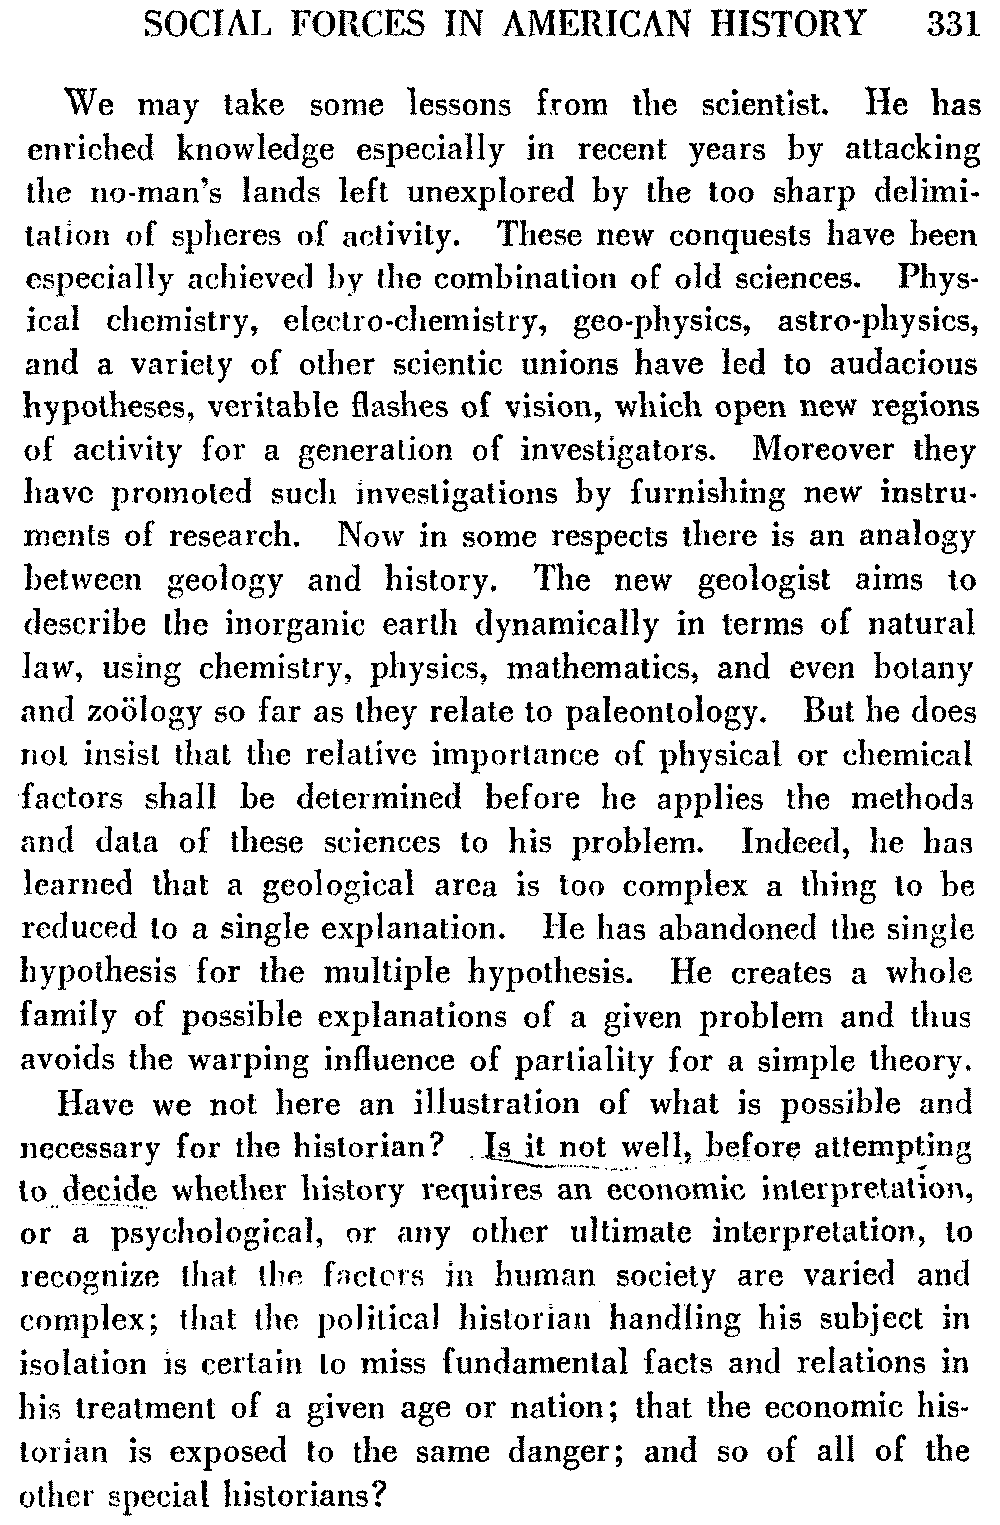 SOCIAL FORCES IN AMERICAN HISTORY 331
We may take some lessons from the scientist. He has
enriched knowledge especially in recent years by attacking
the no-man's lands left unexplored by the too sharp delimi-
tation of spheres of activity. These new conquests have been
especially achieved by the combination of old sciences. Phys-
ical chemistry, electro-chemistry, geo-physics, astro-physics,
and a variety of other scientic unions have led to audacious
hypotheses, veritable flashes of vision, which open new regions
of activity for a generation of investigators. Moreover they
have promoted such investigations by furnishing new instru-
ments of research. Now in some respects there is an analogy
between geology and history. The new geologist aims to
describe the inorganic earth dynamically in terms of natural
law, using chemistry, physics, mathematics, and even botany
and zoölogy so far as they relate to paleontology. But he does
not insist that the relative importance of physical or chemical
factors shall be determined before he applies the methods
and data of these sciences to his problem. Indeed, he has
learned that a geological area is too complex a thing to be
reduced to a single explanation. He has abandoned the single
hypothesis for the multiple hypothesis. He creates a whole
family of possible explanations of a given problem and thus
avoids the warping influence of partiality for a simple theory.
Have we not here an illustration of what is possible and
necessary for the historian? Is it not well, before attempting
to decide whether history requires an economic interpretation,
or a psychological, or any other ultimate interpretation, to
recognize that the factors in human society are varied and
complex; that the political historian handling his subject in
isolation is certain to miss fundamental facts and relations in
his treatment of a given age or nation; that the economic his-
torian is exposed to the same danger; and so of all of the
other special historians?